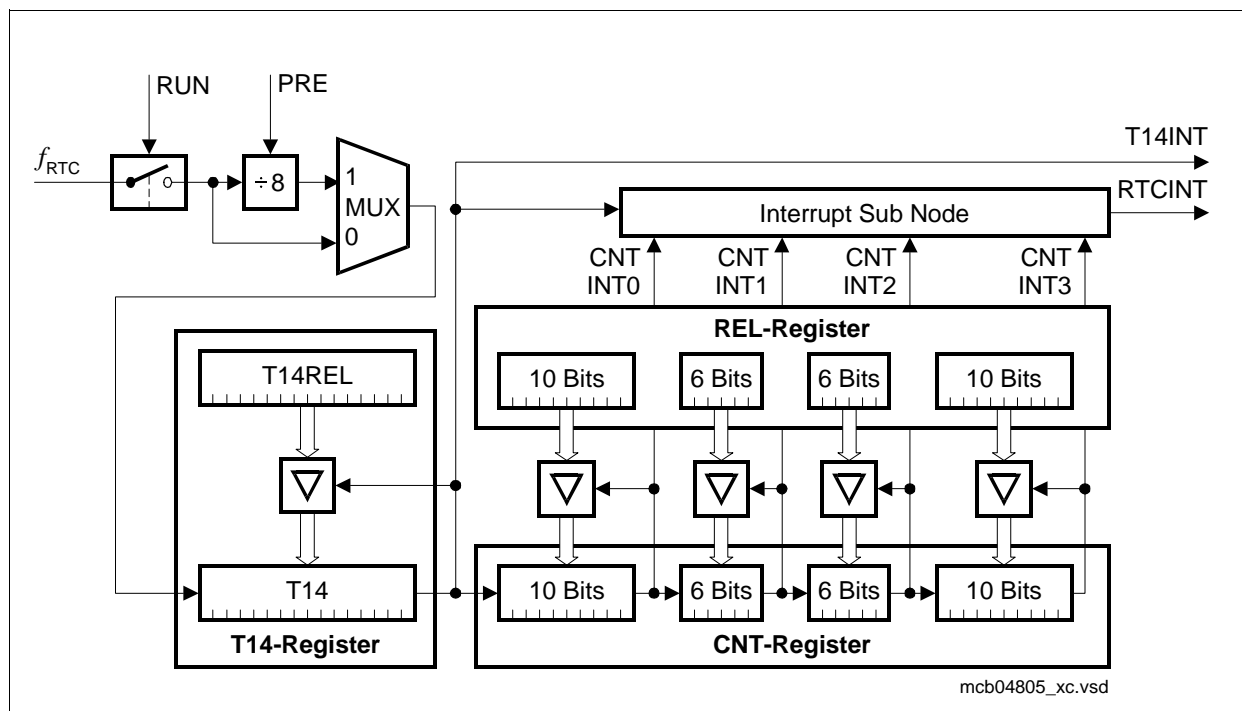 RUN PRE
f RTC
÷8
1
MUX
0
T14INT
RTCINT
Interrupt Sub Node
CNT CNT CNT CNT
INT0 INT1 INT2 INT3
REL-Register
T14REL
10 Bits 6 Bits 6 Bits 10 Bits
T14
10 Bits 6 Bits 6 Bits 10 Bits
T14-Register
CNT-Register
mcb04805_xc.vsd